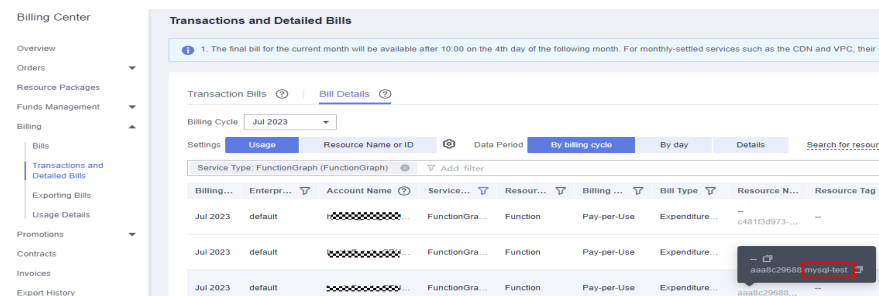 Billing Center
Overview
Orders
Resource Packages
Funds Management
Billing
Bills
Transactions and
Detailed Bills
Exporting Bills
Usage Details
Promotions
Contracts
Invoices
Export History
Transactions and Detailed Bills
1. The final bill for the current month will be available after 10:00 on the 4th day of the following month. For monthly-settled services such as the CDN and VPC, their
Transaction Bills
Bill Details
Billing Cycle Jul 2023
Settings Usage Resource Name or ID Data Period By billing cycle By day Details Search for resour
Service Type: FunctionGraph (FunctionGraph) Add filter
Billing... Enterpr... Account Name Service... Resour... Billing ... Bill Type Resource N... Resource Tag
Jul 2023 default FunctionGra... Function Pay-per-Use Expenditure... -- --
c481f3d973-...
Jul 2023 default FunctionGra... Function Pay-per-Use Expenditure...
--
aaa8c29688-mysql-test
Jul 2023 default FunctionGra... Function Pay-per-Use Expenditure... --
aaa8c29688...